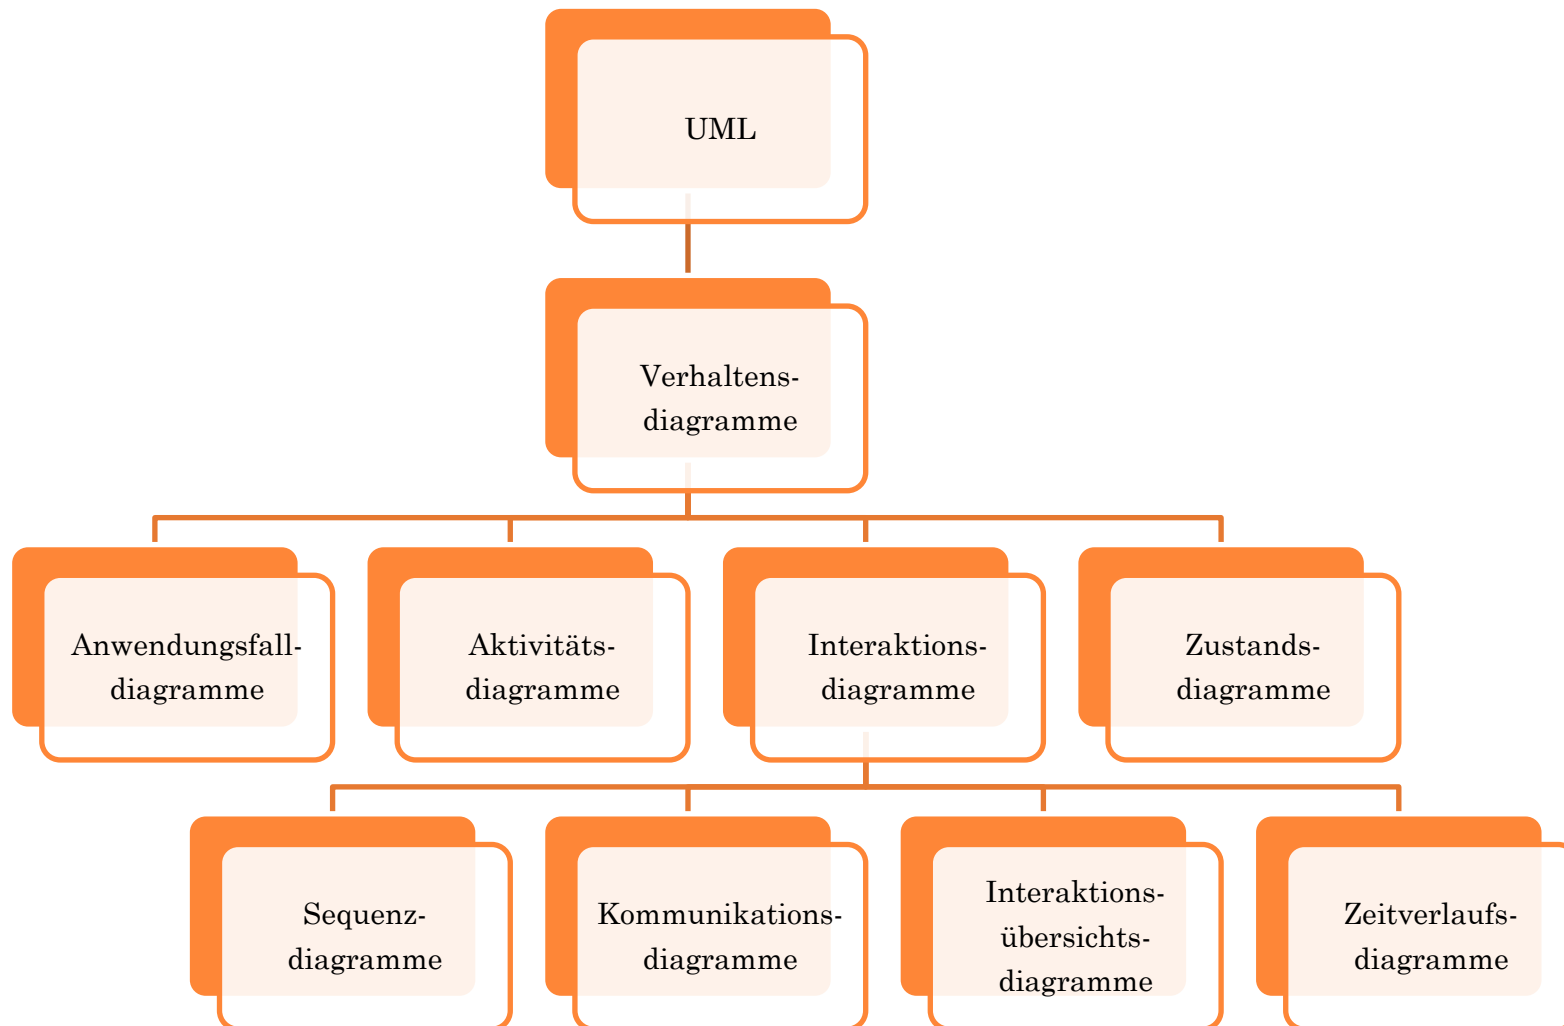 UML
Verhaltens-
diagramme
Anwendungsfall-
diagramme
Aktivitäts-
diagramme
Interaktions-
diagramme
Zustands-
diagramme
Sequenz-
diagramme
Kommunikations-
diagramme
Interaktions-
übersichts-
diagramme
Zeitverlaufs-
diagramme